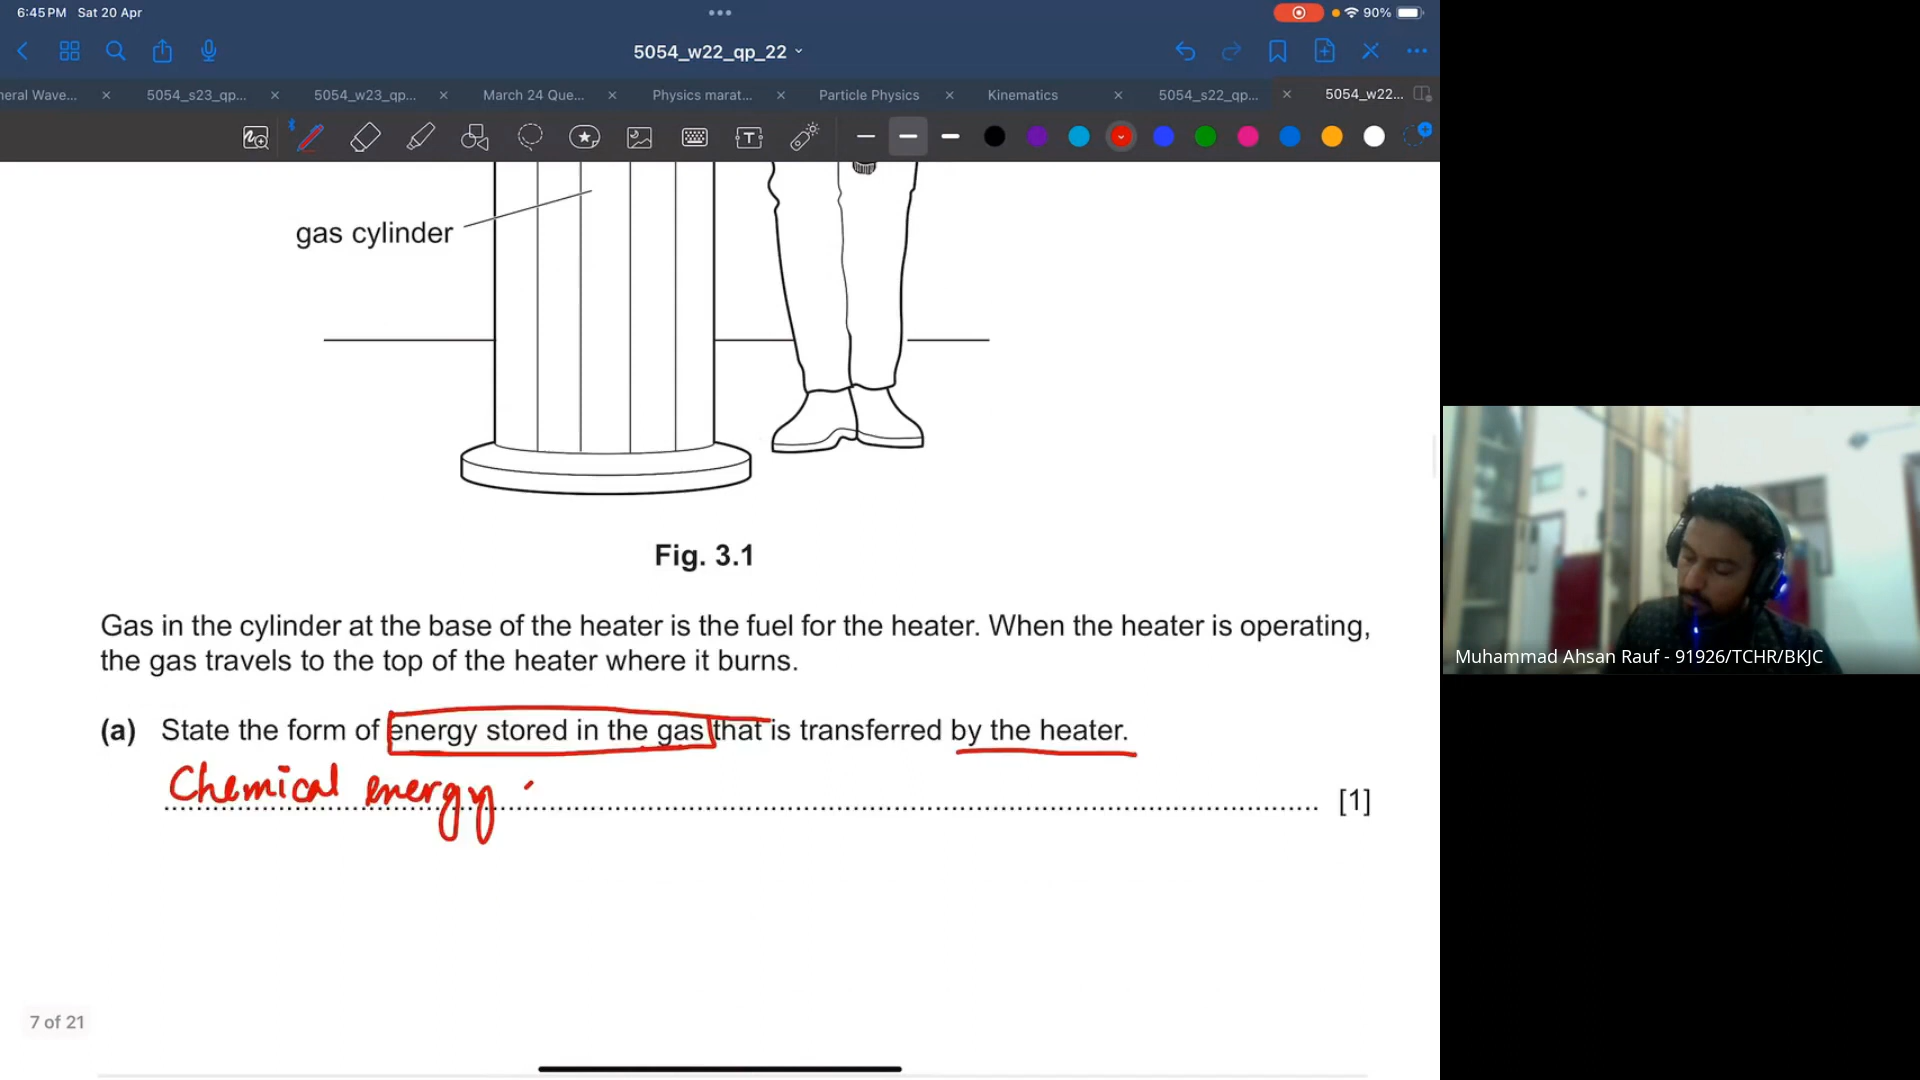 6:45 PM Sat 20 Apr
90%
5054_w22_qp_22
neral Wave...
5054_s23_qp...
5054_w23_qp...
March 24 Que...
Physics marat...
Particle Physics
Kinematics
5054_s22_qp...
5054_w22...
gas cylinder
Fig. 3.1
Gas in the cylinder at the base of the heater is the fuel for the heater. When the heater is operating,
the gas travels to the top of the heater where it burns.
(a) State the form of energy stored in the gas that is transferred by the heater.
Chemical energy .
[1]
7 of 21
Muhammad Ahsan Rauf - 91926/TCHR/BKJC